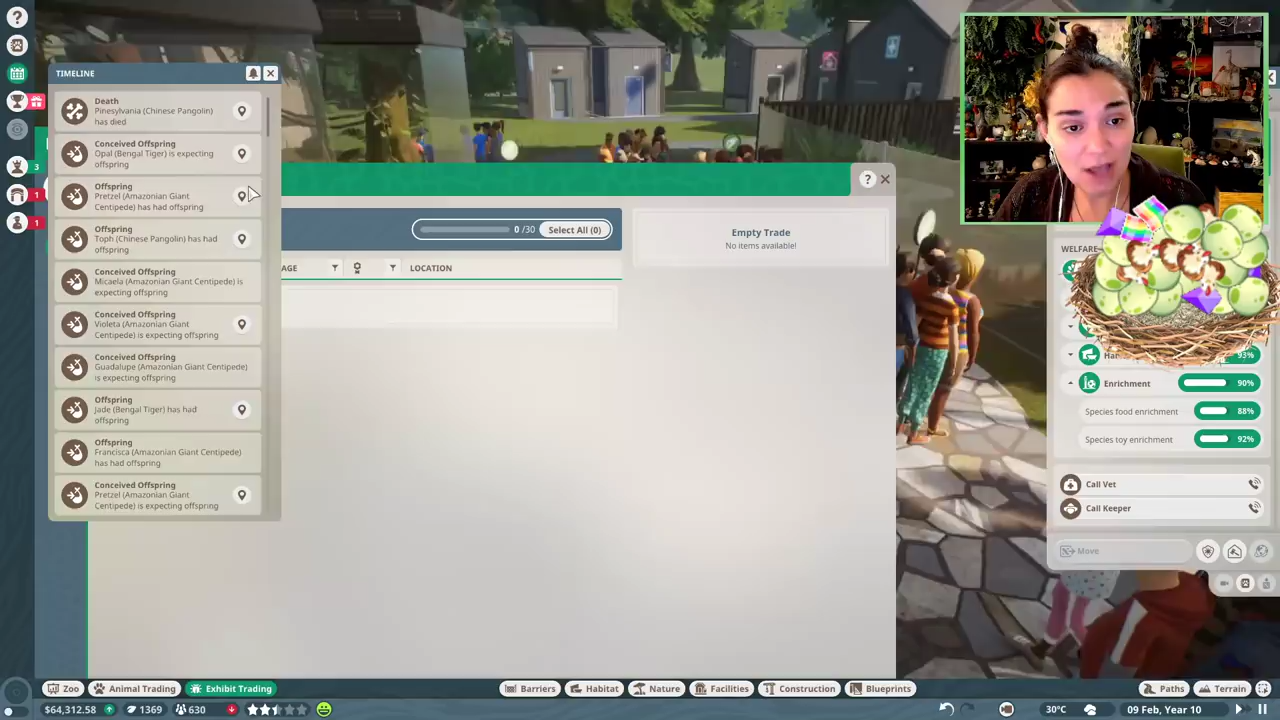 TIMELINE
Death
Pinesylvania (Chinese Pangolin)
has died
Conceived Offspring
Opal (Bengal Tiger) is expecting
offspring
Offspring
Pretzel (Amazonian Giant
Centipede) has had offspring
Offspring
Toph (Chinese Pangolin) has had
offspring
Conceived Offspring
Micaela (Amazonian Giant Centipede) is
expecting offspring
Conceived Offspring
Violeta (Amazonian Giant
Centipede) is expecting offspring
Conceived Offspring
Guadalupe (Amazonian Giant Centipede)
is expecting offspring
Offspring
Jade (Bengal Tiger) has had
offspring
Offspring
Francisca (Amazonian Giant Centipede)
has had offspring
Conceived Offspring
Pretzel (Amazonian Giant
Centipede) is expecting offspring
?
3
1
1
0 /30
Select All (0)
AGE
LOCATION
?
Empty Trade
No items available!
WELFARE
93%
Enrichment
90%
Species food enrichment
88%
Species toy enrichment
92%
Call Vet
Call Keeper
Move
Zoo
Animal Trading
Exhibit Trading
Barriers
Habitat
Nature
Facilities
Construction
Blueprints
Paths
Terrain
$64,312.58
1369
630
30°C
09 Feb, Year 10